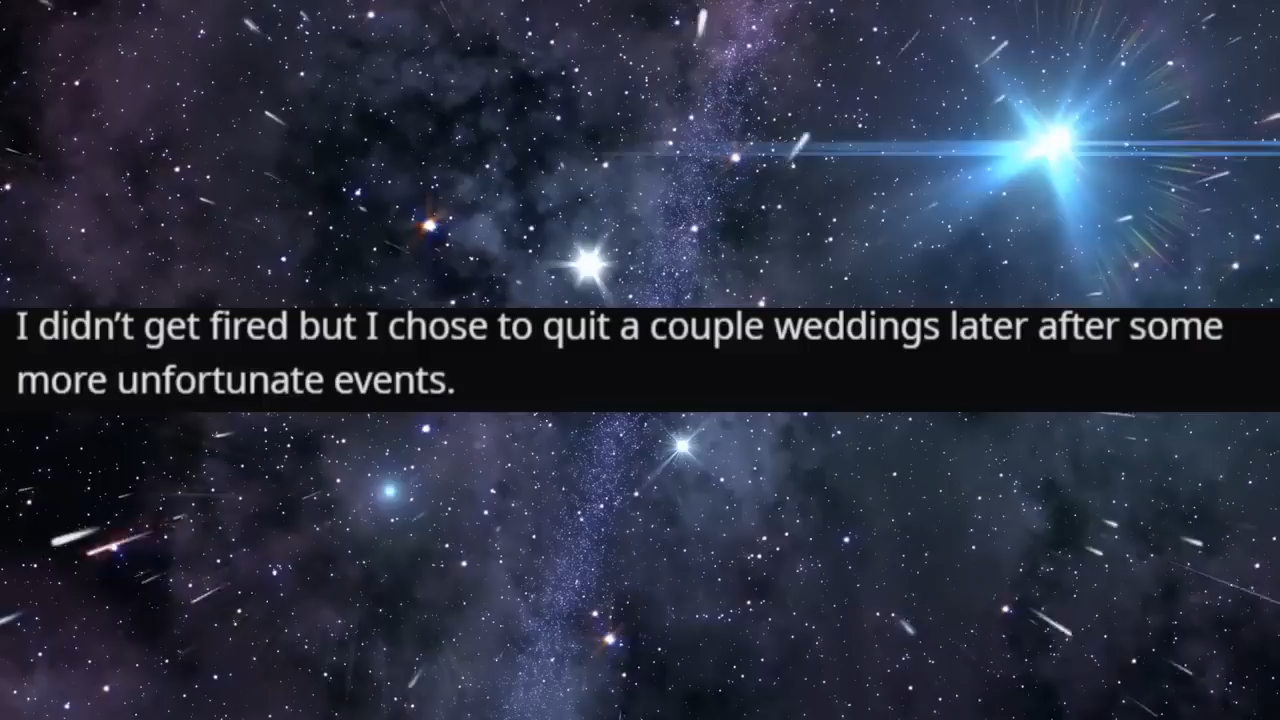 I didn’t get fired but I chose to quit a couple weddings later after some
more unfortunate events.